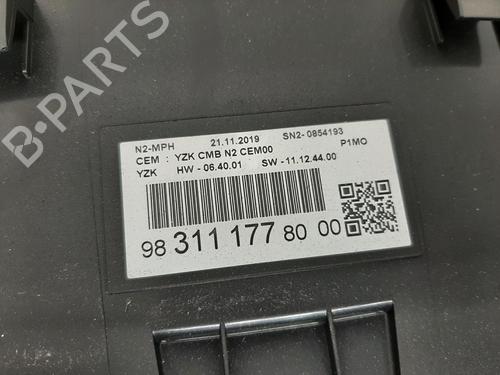 N2-MPH 21.11.2019 SN2-0854193
CEM : YZK CMB N2 CEM00 P1MO
YZK HW - 06.40.01 SW - 11.12.44.00
98 311 177 80 00
B-PARTS